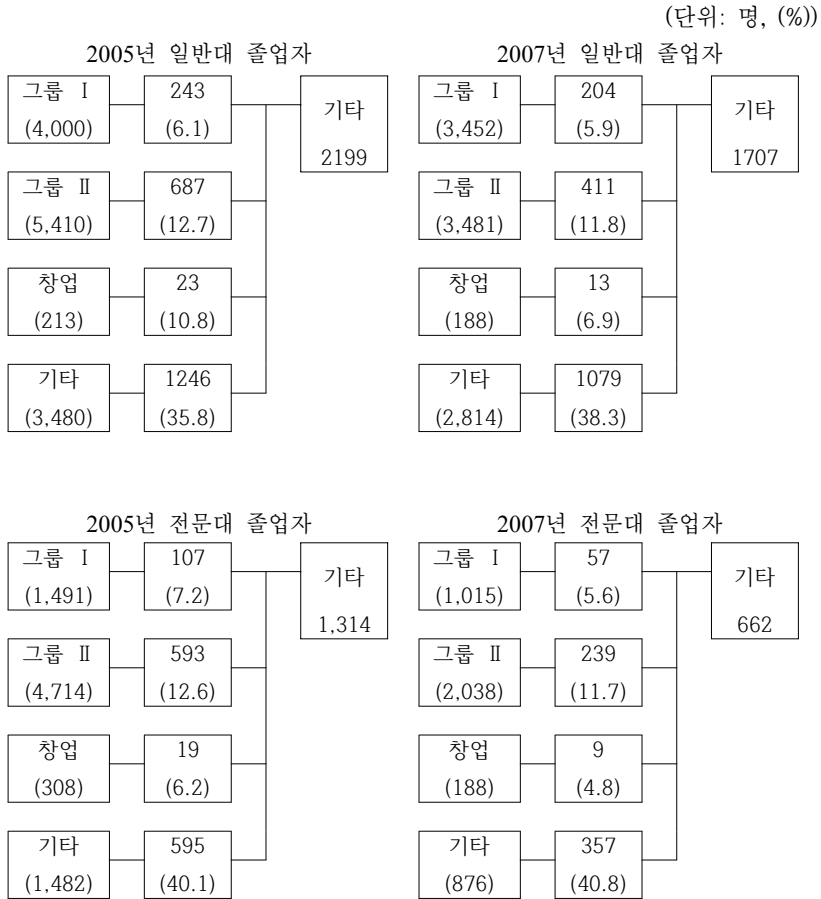 (단위: 명, (%))
2005년 일반대 졸업자
그룹 Ⅰ 243 기타
(4,000) (6.1) 2199
그룹 Ⅱ 687
(5,410) (12.7)
창업 23
(213) (10.8)
기타 1246
(3,480) (35.8)
2007년 일반대 졸업자
그룹 Ⅰ 204 기타
(3,452) (5.9) 1707
그룹 Ⅱ 411
(3,481) (11.8)
창업 13
(188) (6.9)
기타 1079
(2,814) (38.3)
2005년 전문대 졸업자
그룹 Ⅰ 107 기타
(1,491) (7.2) 1,314
그룹 Ⅱ 593
(4,714) (12.6)
창업 19
(308) (6.2)
기타 595
(1,482) (40.1)
2007년 전문대 졸업자
그룹 Ⅰ 57 기타
(1,015) (5.6) 662
그룹 Ⅱ 239
(2,038) (11.7)
창업 9
(188) (4.8)
기타 357
(876) (40.8)